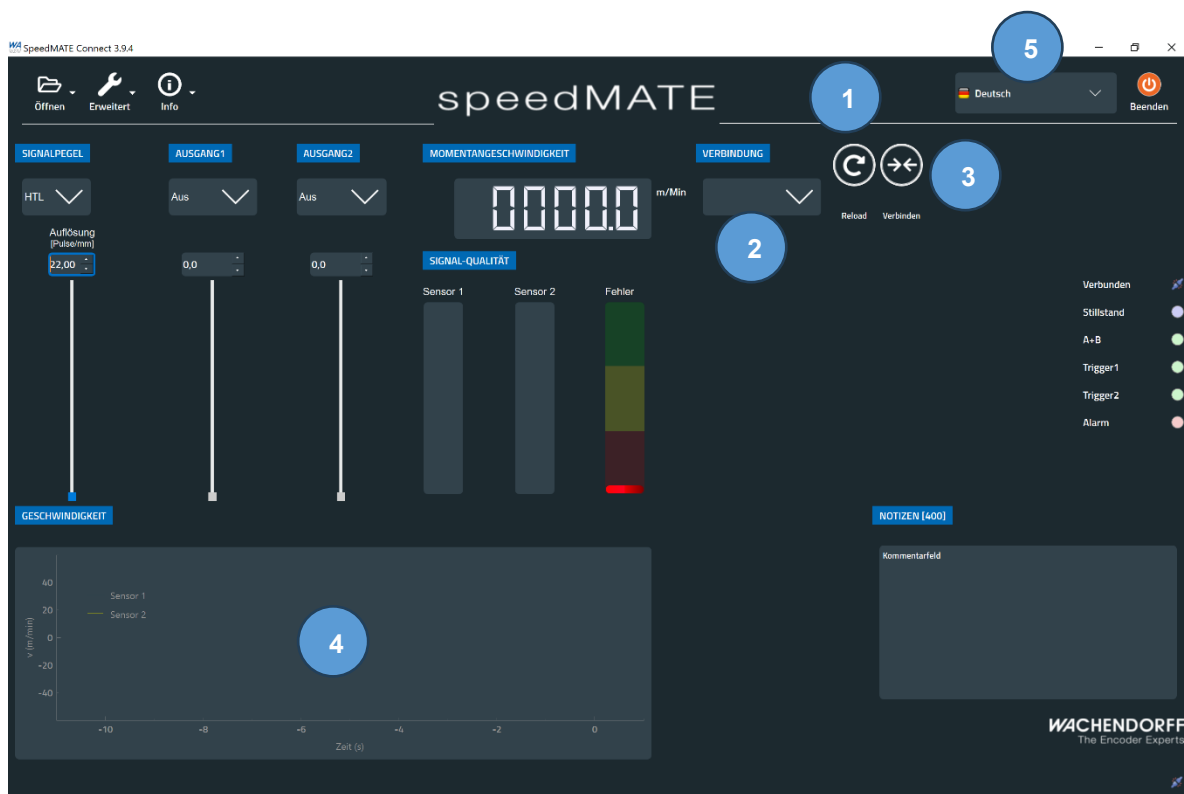 WA SpeedMATE Connect 3.9.4
5
Öffnen
Erweitert
Info
speedMATE
1
Deutsch
Beenden
SIGNALPEGEL
AUSGANG1
AUSGANG2
MOMENTANGESCHWINDIGKEIT
VERBINDUNG
HTL
Aus
Aus
0000.0
m/Min
Reload
Verbinden
3
2
Auflösung
[Pulse/mm]
22,00
0,0
0,0
SIGNAL-QUALITÄT
Sensor 1
Sensor 2
Fehler
Verbunden
Stillstand
A+B
Trigger1
Trigger2
Alarm
GESCHWINDIGKEIT
NOTIZEN [400]
Kommentarfeld
v (m/min)
40
20
0
-20
-40
Sensor 1
Sensor 2
4
-10
-8
-6
-4
-2
0
Zeit (s)
WACHENDORFF
The Encoder Experts